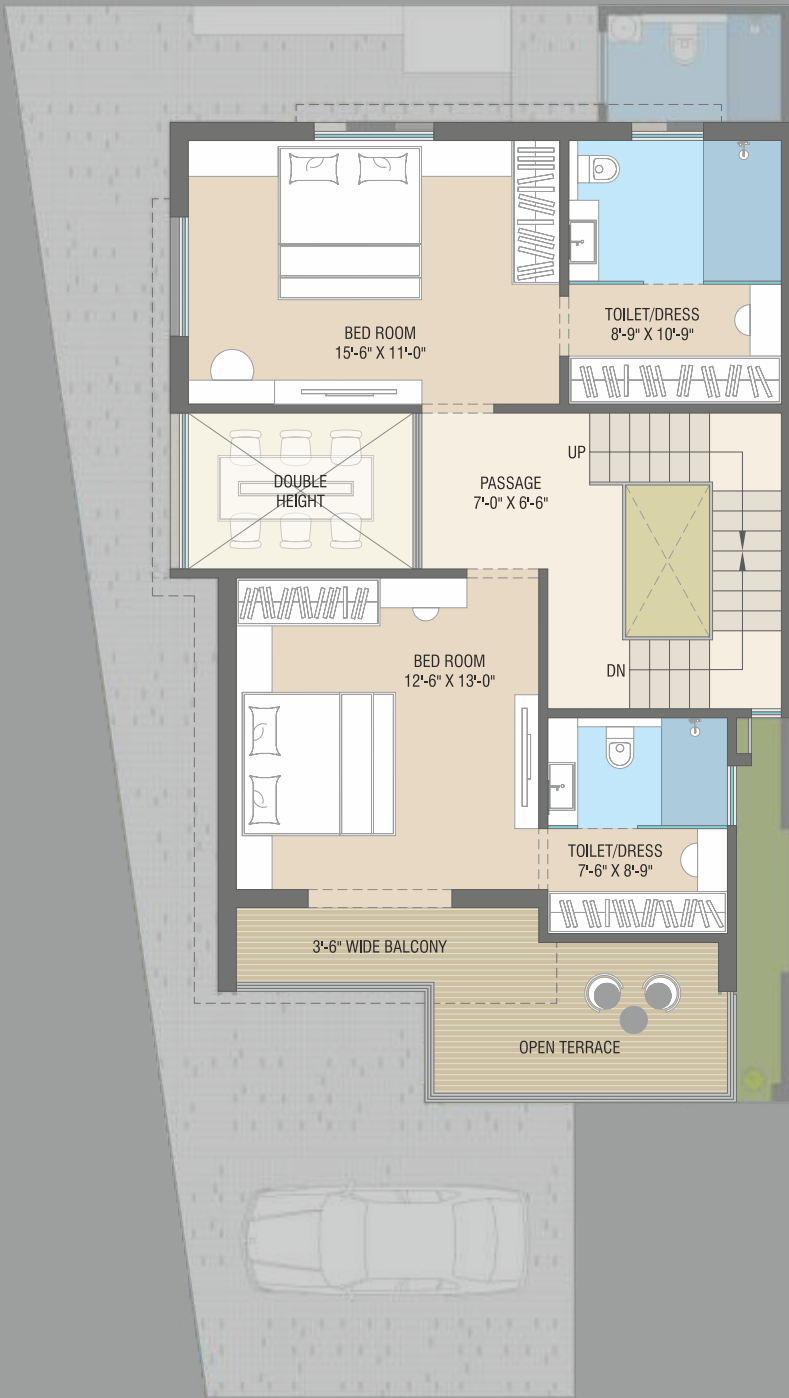 BED ROOM
15'-6" X 11'-0"
TOILET/DRESS
8'-9" X 10'-9"
DOUBLE
HEIGHT
PASSAGE
7'-0" X 6'-6"
UP
BED ROOM
12'-6" X 13'-0"
DN
TOILET/DRESS
7'-6" X 8'-9"
3'-6" WIDE BALCONY
OPEN TERRACE